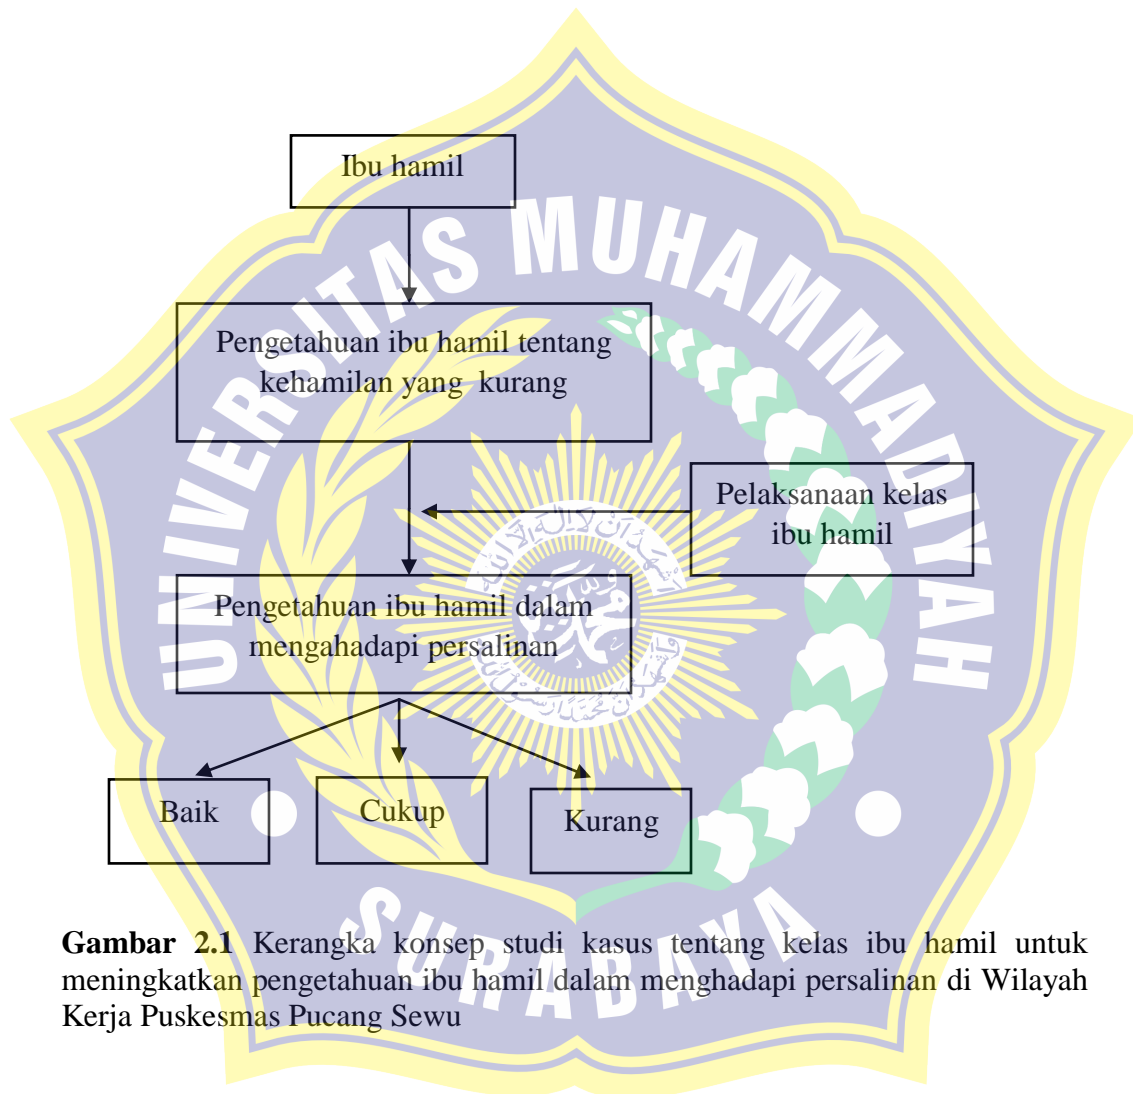 Ibu hamil
UNIVERSITAS MUHAMMADIYAH
Pengetahuan ibu hamil tentang
kehamilan yang kurang
Pelaksanaan kelas
ibu hamil
Pengetahuan ibu hamil dalam
mengahadapi persalinan
Baik
Cukup
Kurang
SURABAYA
Gambar 2.1 Kerangka konsep studi kasus tentang kelas ibu hamil untuk
meningkatkan pengetahuan ibu hamil dalam menghadapi persalinan di Wilayah
Kerja Puskesmas Pucang Sewu